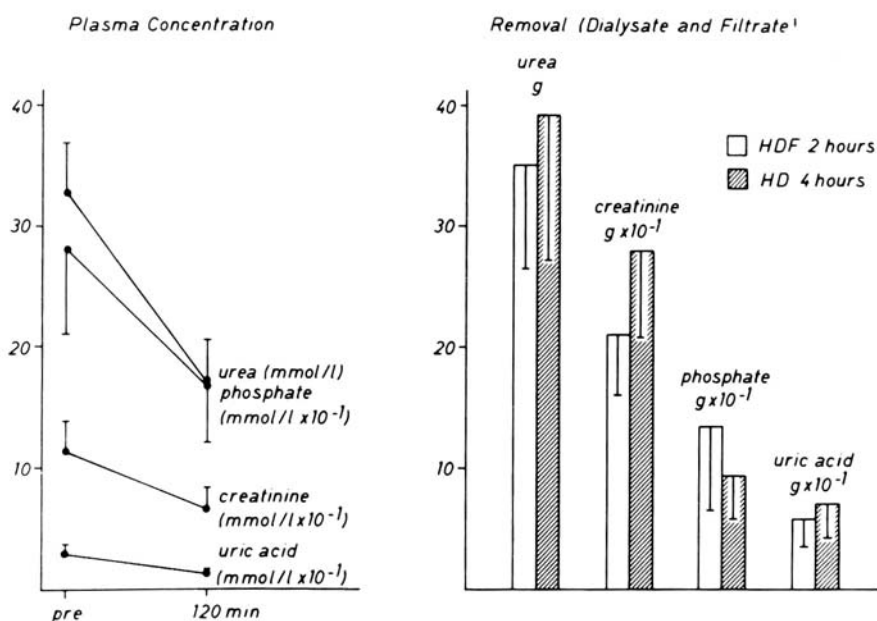 Plasma Concentration
40
30
20
10
urea (mmol/l)
phosphate
(mmol/l x10⁻¹)
creatinine
(mmol/l x10⁻¹)
uric acid
(mmol/l x10⁻¹)
pre
120 min
Removal (Dialysate and Filtrate)
40
30
20
10
urea
g
creatinine
g x10⁻¹
phosphate
g x10⁻¹
uric acid
g x10⁻¹
HDF 2 hours
HD 4 hours